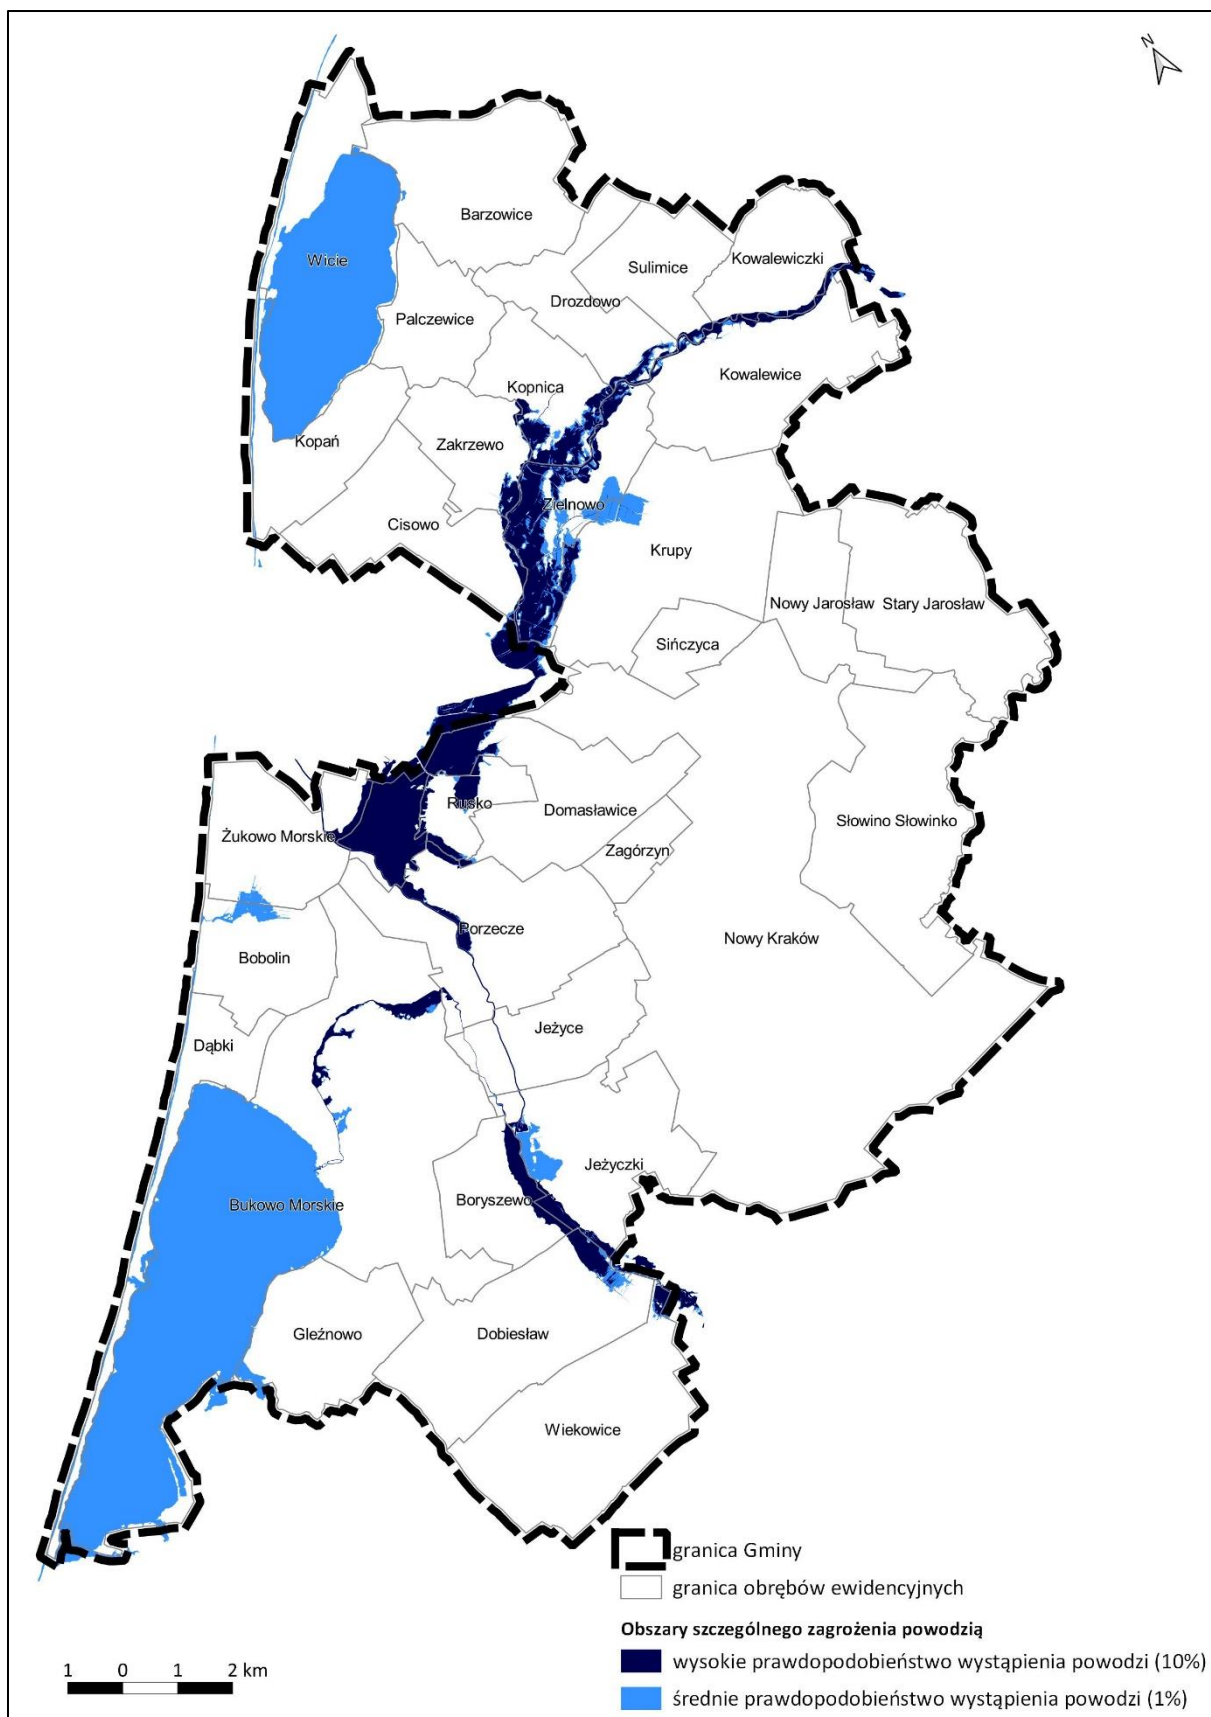 N
Barzowice
Wicie
Sulimice
Kowalewiczki
Drozdowo
Palczewice
Kowalewice
Kopnica
Kopań
Zakrzewo
Zielnowo
Cisowo
Krupy
Nowy Jarosław
Stary Jarosław
Sińczyca
Rusko
Domasławice
Żukowo Morskie
Słowino Słowinko
Zagórzyn
Porzecze
Nowy Kraków
Bobolin
Jeżyce
Dąbki
Jeżyczki
Boryszewo
Bukowo Morskie
Gleźnowo
Dobiesław
Wiekowice
granica Gminy
granica obrębów ewidencyjnych
Obszary szczególnego zagrożenia powodzią
wysokie prawdopodobieństwo wystąpienia powodzi (10%)
średnie prawdopodobieństwo wystąpienia powodzi (1%)
1 0 1 2 km